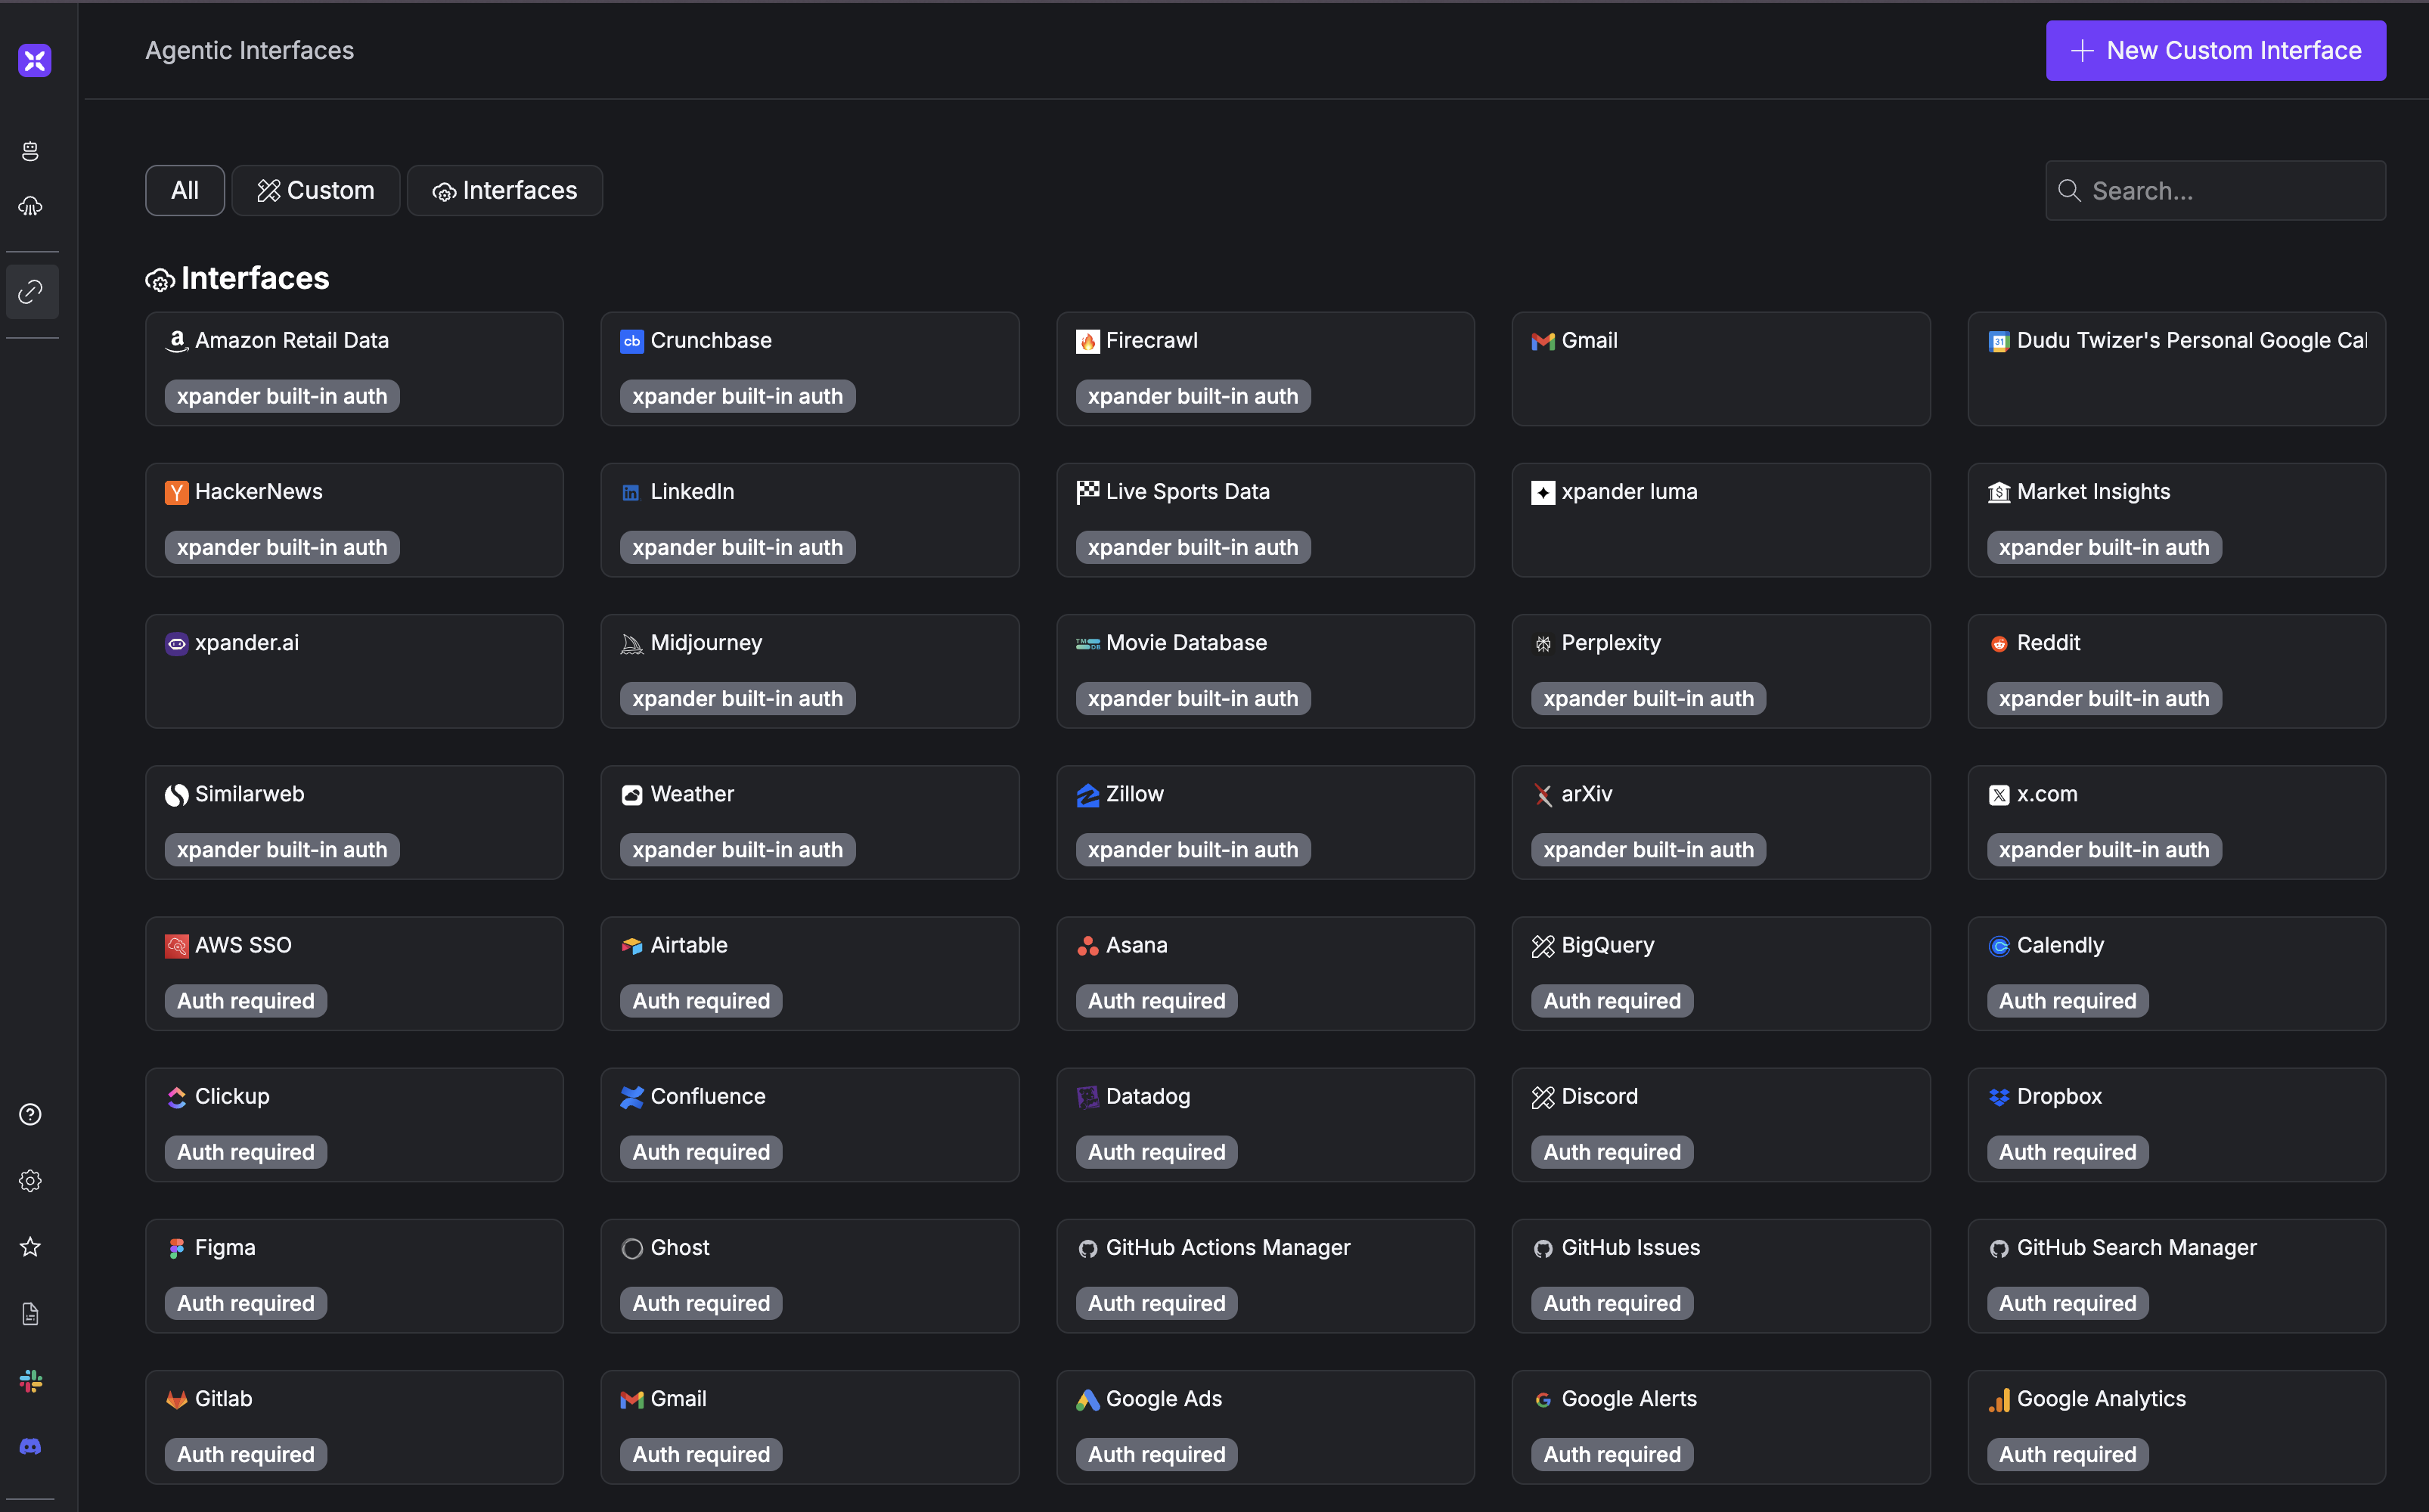 Agentic Interfaces
New Custom Interface
All
Custom
Interfaces
Search...
Interfaces
Amazon Retail Data
xpander built-in auth
Crunchbase
xpander built-in auth
Firecrawl
xpander built-in auth
Gmail
Dudu Twizer's Personal Google Cal
HackerNews
xpander built-in auth
LinkedIn
xpander built-in auth
Live Sports Data
xpander built-in auth
xpander luma
Market Insights
xpander built-in auth
xpander.ai
Midjourney
xpander built-in auth
Movie Database
xpander built-in auth
Perplexity
xpander built-in auth
Reddit
xpander built-in auth
Similarweb
xpander built-in auth
Weather
xpander built-in auth
Zillow
xpander built-in auth
arXiv
xpander built-in auth
x.com
xpander built-in auth
AWS SSO
Auth required
Airtable
Auth required
Asana
Auth required
BigQuery
Auth required
Calendly
Auth required
Clickup
Auth required
Confluence
Auth required
Datadog
Auth required
Discord
Auth required
Dropbox
Auth required
Figma
Auth required
Ghost
Auth required
GitHub Actions Manager
Auth required
GitHub Issues
Auth required
GitHub Search Manager
Auth required
Gitlab
Auth required
Gmail
Auth required
Google Ads
Auth required
Google Alerts
Auth required
Google Analytics
Auth required